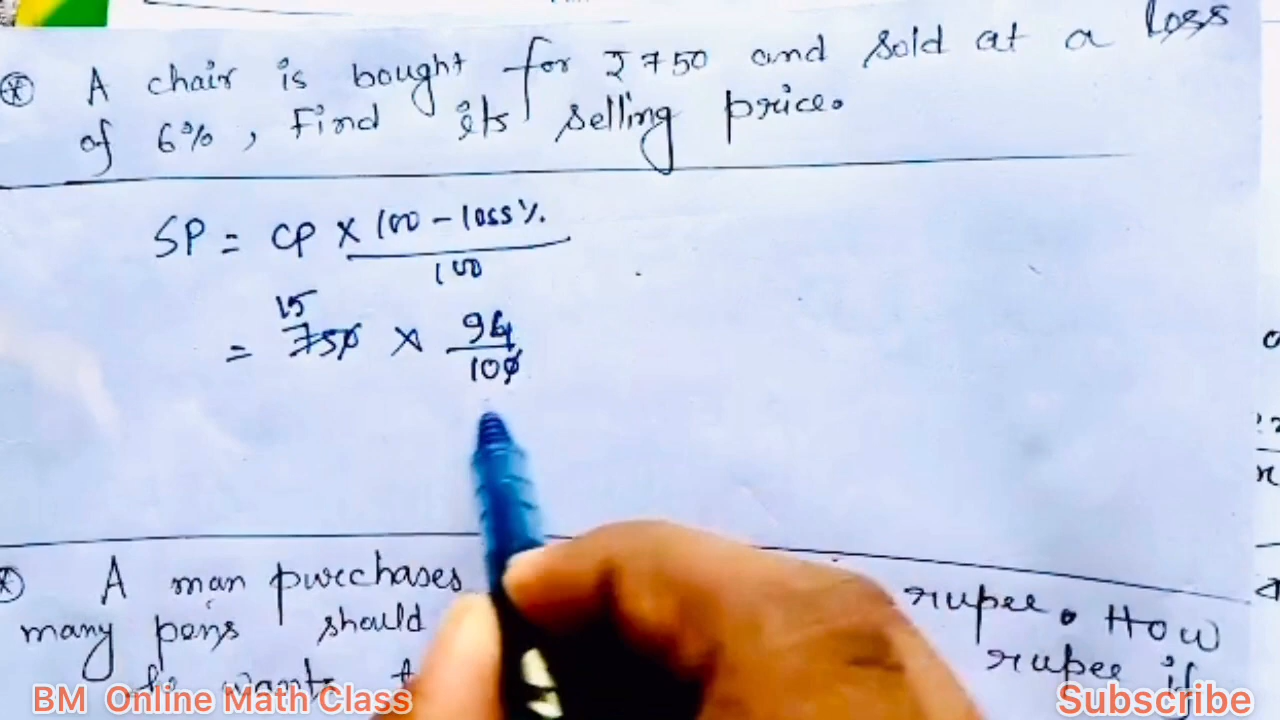 A chair is bought for ₹750 and sold at a loss
of 6%, Find its selling price.
SP = CP × 100 - loss%
100
15
= 750 × 94
100
A man purchases rupee. How
many pens should rupee if
he wants
BM Online Math Class
Subscribe